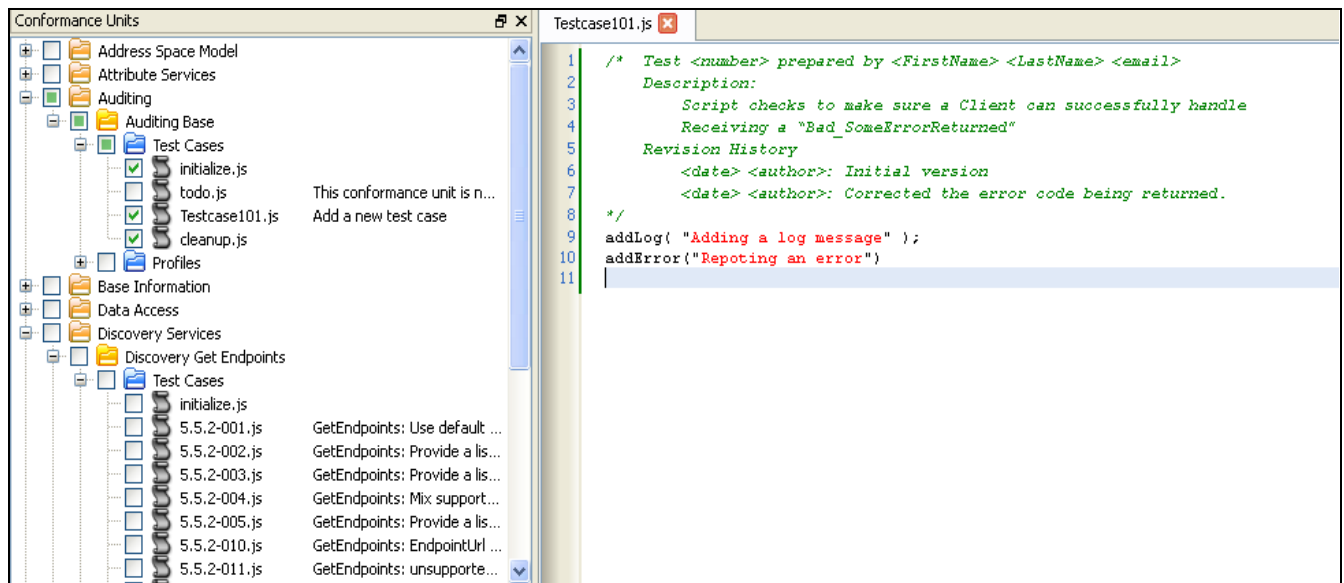 Conformance Units
Address Space Model
Attribute Services
Auditing
Auditing Base
Test Cases
initialize.js
todo.js This conformance unit is n...
Testcase101.js Add a new test case
cleanup.js
Profiles
Base Information
Data Access
Discovery Services
Discovery Get Endpoints
Test Cases
initialize.js
5.5.2-001.js GetEndpoints: Use default ...
5.5.2-002.js GetEndpoints: Provide a lis...
5.5.2-003.js GetEndpoints: Provide a lis...
5.5.2-004.js GetEndpoints: Mix support...
5.5.2-005.js GetEndpoints: Provide a lis...
5.5.2-010.js GetEndpoints: EndpointUrl ...
5.5.2-011.js GetEndpoints: unsupporte...
Testcase101.js
1 /* Test <number> prepared by <FirstName> <LastName> <email>
2 Description:
3 Script checks to make sure a Client can successfully handle
4 Receiving a “Bad_SomeErrorReturned”
5 Revision History
6 <date> <author>: Initial version
7 <date> <author>: Corrected the error code being returned.
8 */
9 addLog( "Adding a log message" );
10 addError("Repoting an error")
11